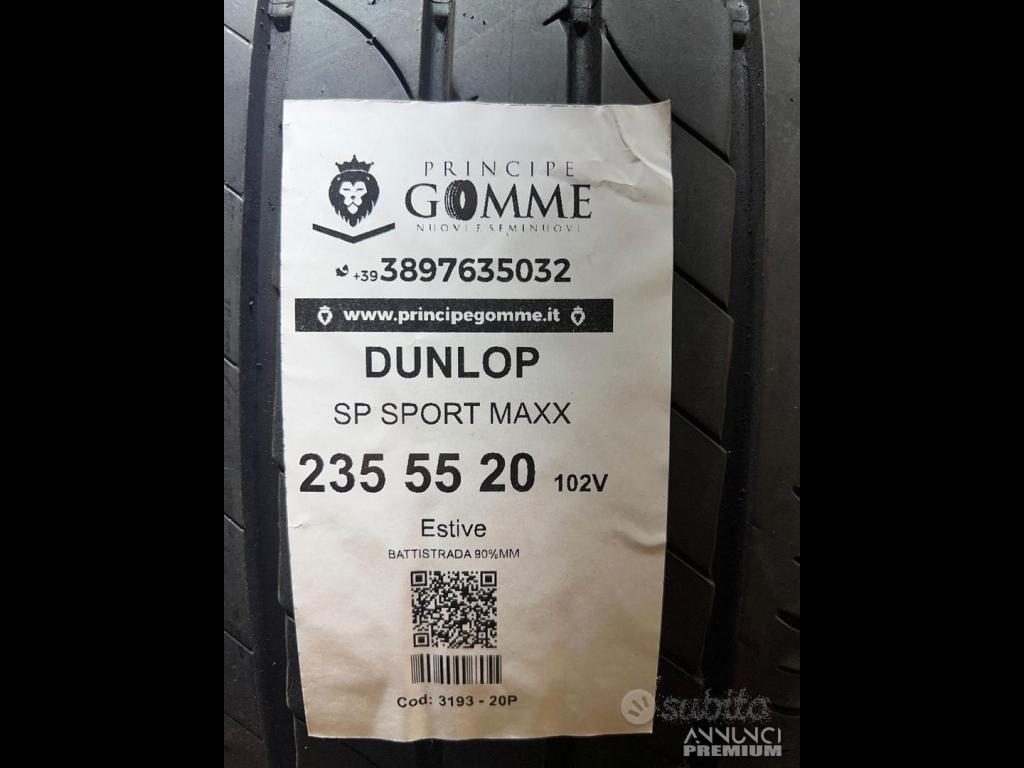 PRINCIPE
GOMME
NUOVI E SEMINUOVI
+39 3897635032
www.principegomme.it
DUNLOP
SP SPORT MAXX
235 55 20 102V
Estive
BATTISTRADA 90%MM
Cod: 3193 - 20P
subito
ANNUNCI
PREMIUM